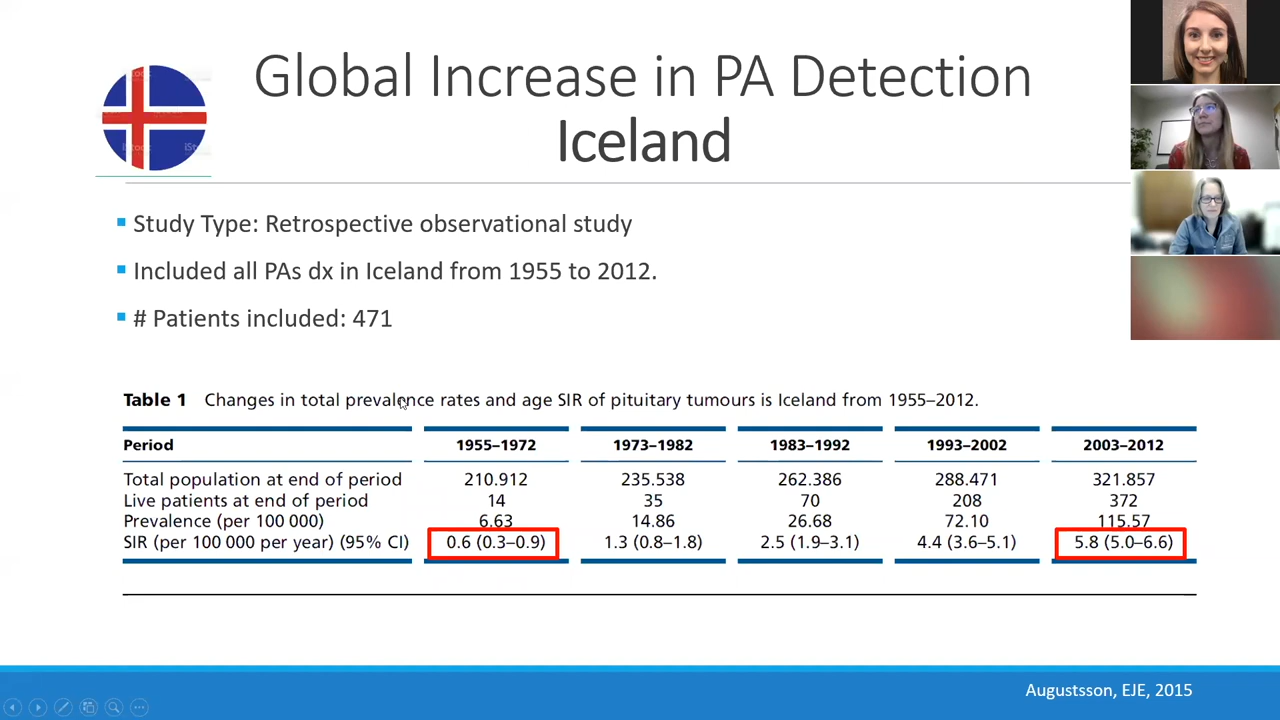 Global Increase in PA Detection
Iceland
Study Type: Retrospective observational study
Included all PAs dx in Iceland from 1955 to 2012.
# Patients included: 471
Table 1 Changes in total prevalence rates and age SIR of pituitary tumours is Iceland from 1955–2012.
Period 1955–1972 1973–1982 1983–1992 1993–2002 2003–2012
Total population at end of period 210.912 235.538 262.386 288.471 321.857
Live patients at end of period 14 35 70 208 372
Prevalence (per 100 000) 6.63 14.86 26.68 72.10 115.57
SIR (per 100 000 per year) (95% CI) 0.6 (0.3–0.9) 1.3 (0.8–1.8) 2.5 (1.9–3.1) 4.4 (3.6–5.1) 5.8 (5.0–6.6)
Augustsson, EJE, 2015